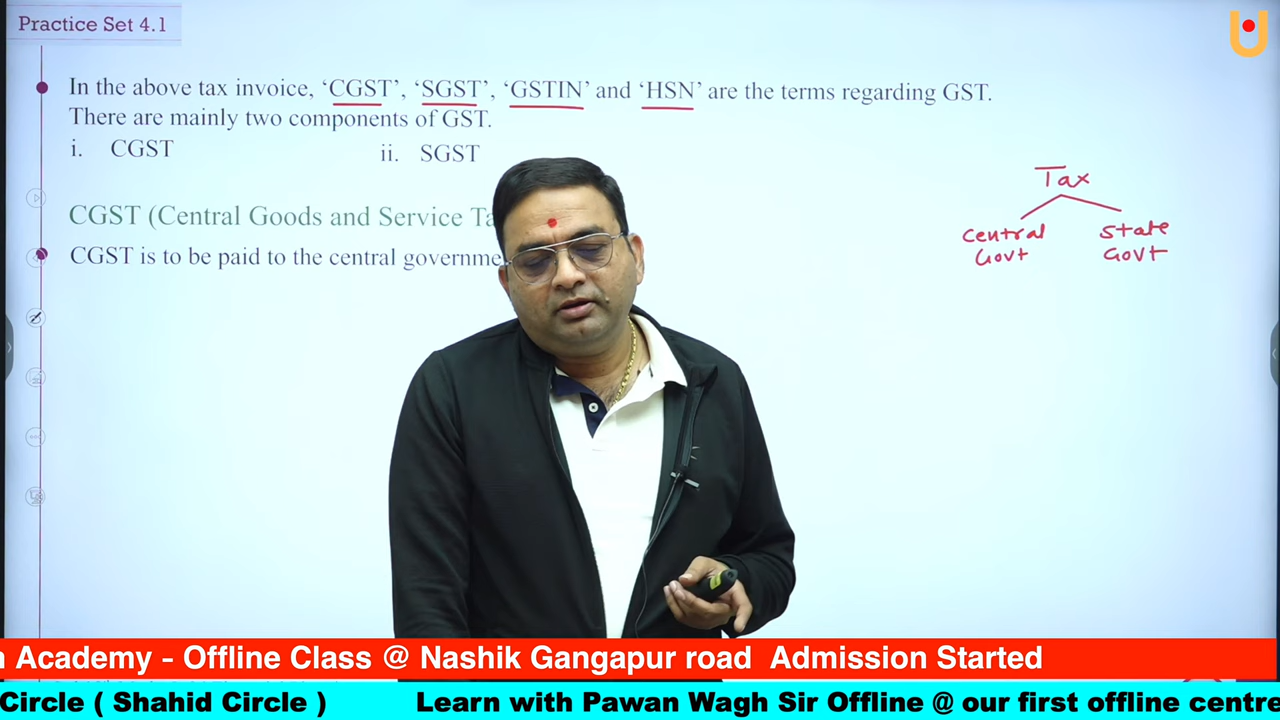 Practice Set 4.1
In the above tax invoice, ‘CGST’, ‘SGST’, ‘GSTIN’ and ‘HSN’ are the terms regarding GST.
There are mainly two components of GST.
i. CGST ii. SGST
Tax
Central State
Govt Govt
CGST (Central Goods and Service Ta
CGST is to be paid to the central governme
Academy - Offline Class @ Nashik Gangapur road Admission Started
Circle ( Shahid Circle ) Learn with Pawan Wagh Sir Offline @ our first offline centre